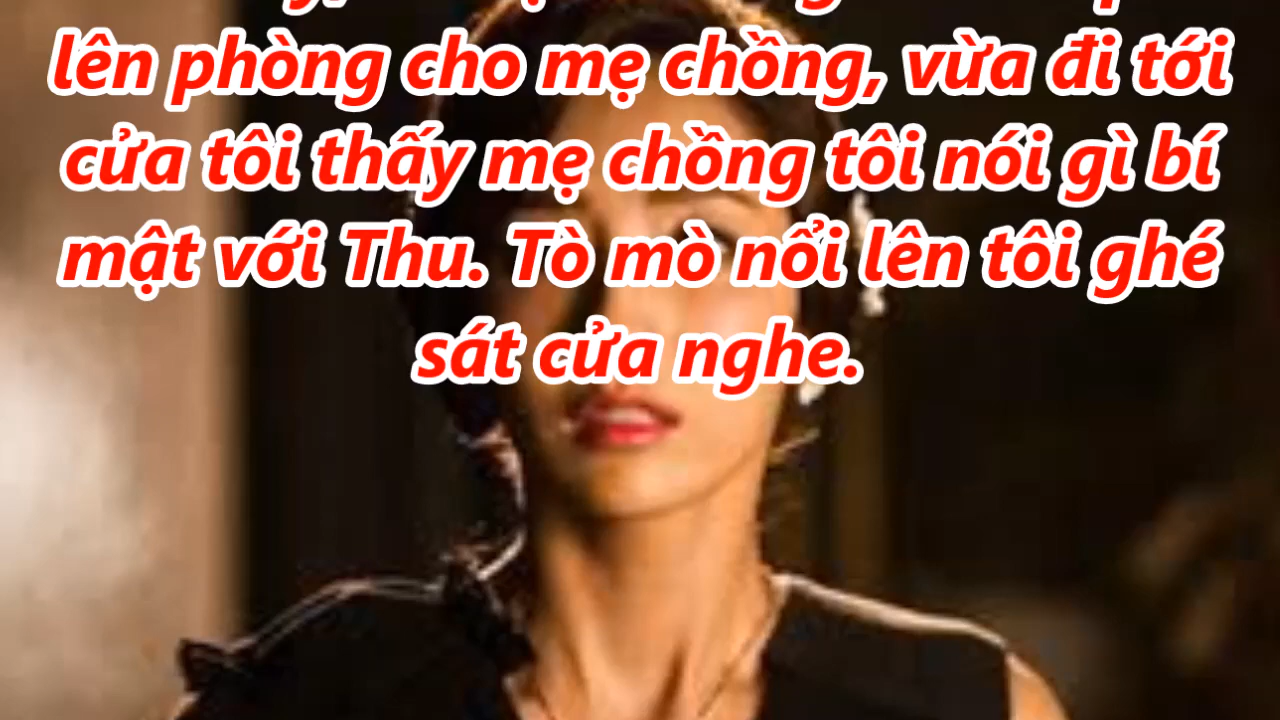 lên phòng cho mẹ chồng, vừa đi tới
cửa tôi thấy mẹ chồng tôi nói gì bí
mật với Thu. Tò mò nổi lên tôi ghé
sát cửa nghe.